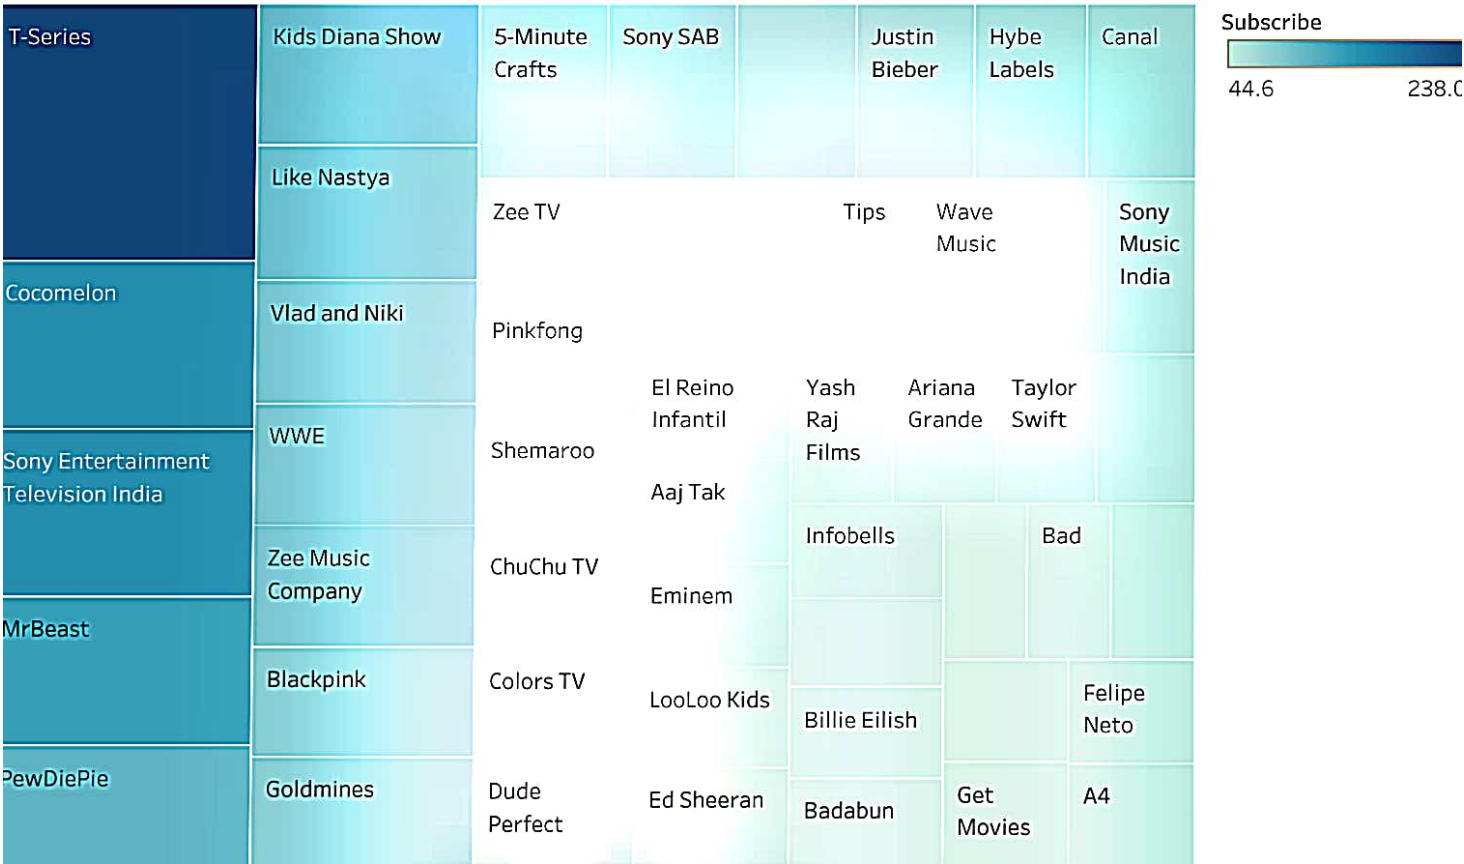 T-Series
Kids Diana Show
5-Minute
Crafts
Sony SAB
Justin
Bieber
Hybe
Labels
Canal
Subscribe
44.6
238.0
Like Nastya
Zee TV
Tips
Wave
Music
Sony
Music
India
Cocomelon
Vlad and Niki
Pinkfong
El Reino
Infantil
Yash
Raj
Films
Ariana
Grande
Taylor
Swift
Sony Entertainment
Television India
WWE
Shemaroo
Aaj Tak
Infobells
Bad
Zee Music
Company
ChuChu TV
Eminem
MrBeast
Blackpink
Colors TV
LooLoo Kids
Billie Eilish
Felipe
Neto
PewDiePie
Goldmines
Dude
Perfect
Ed Sheeran
Badabun
Get
Movies
A4